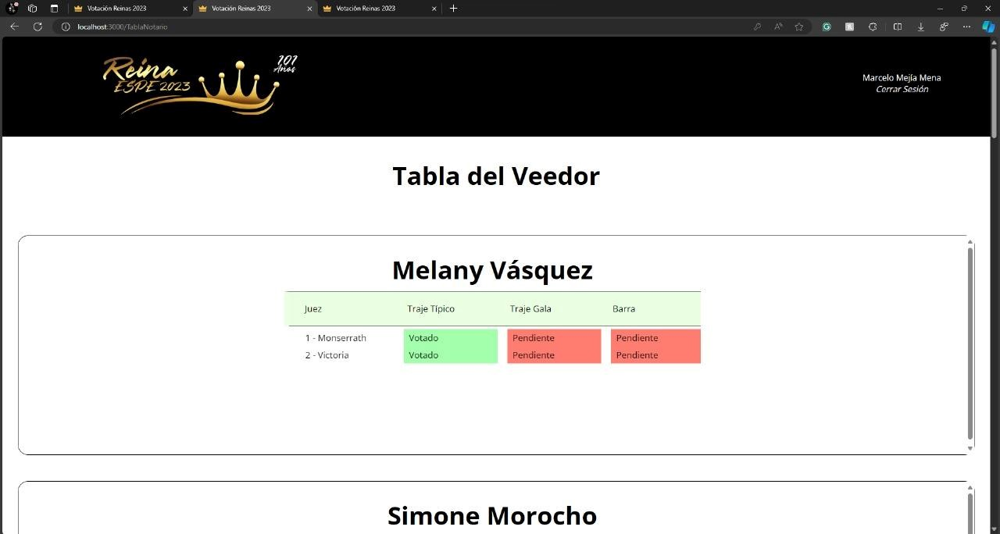 Votación Reinas 2023
Votación Reinas 2023
Votación Reinas 2023
localhost:3000/TablaNotario
Reina
ESPE 2023
101
Años
Marcelo Mejía Mena
Cerrar Sesión
Tabla del Veedor
Melany Vásquez
Juez Traje Típico Traje Gala Barra
1 - Monserrath Votado Pendiente Pendiente
2 - Victoria Votado Pendiente Pendiente
Simone Morocho